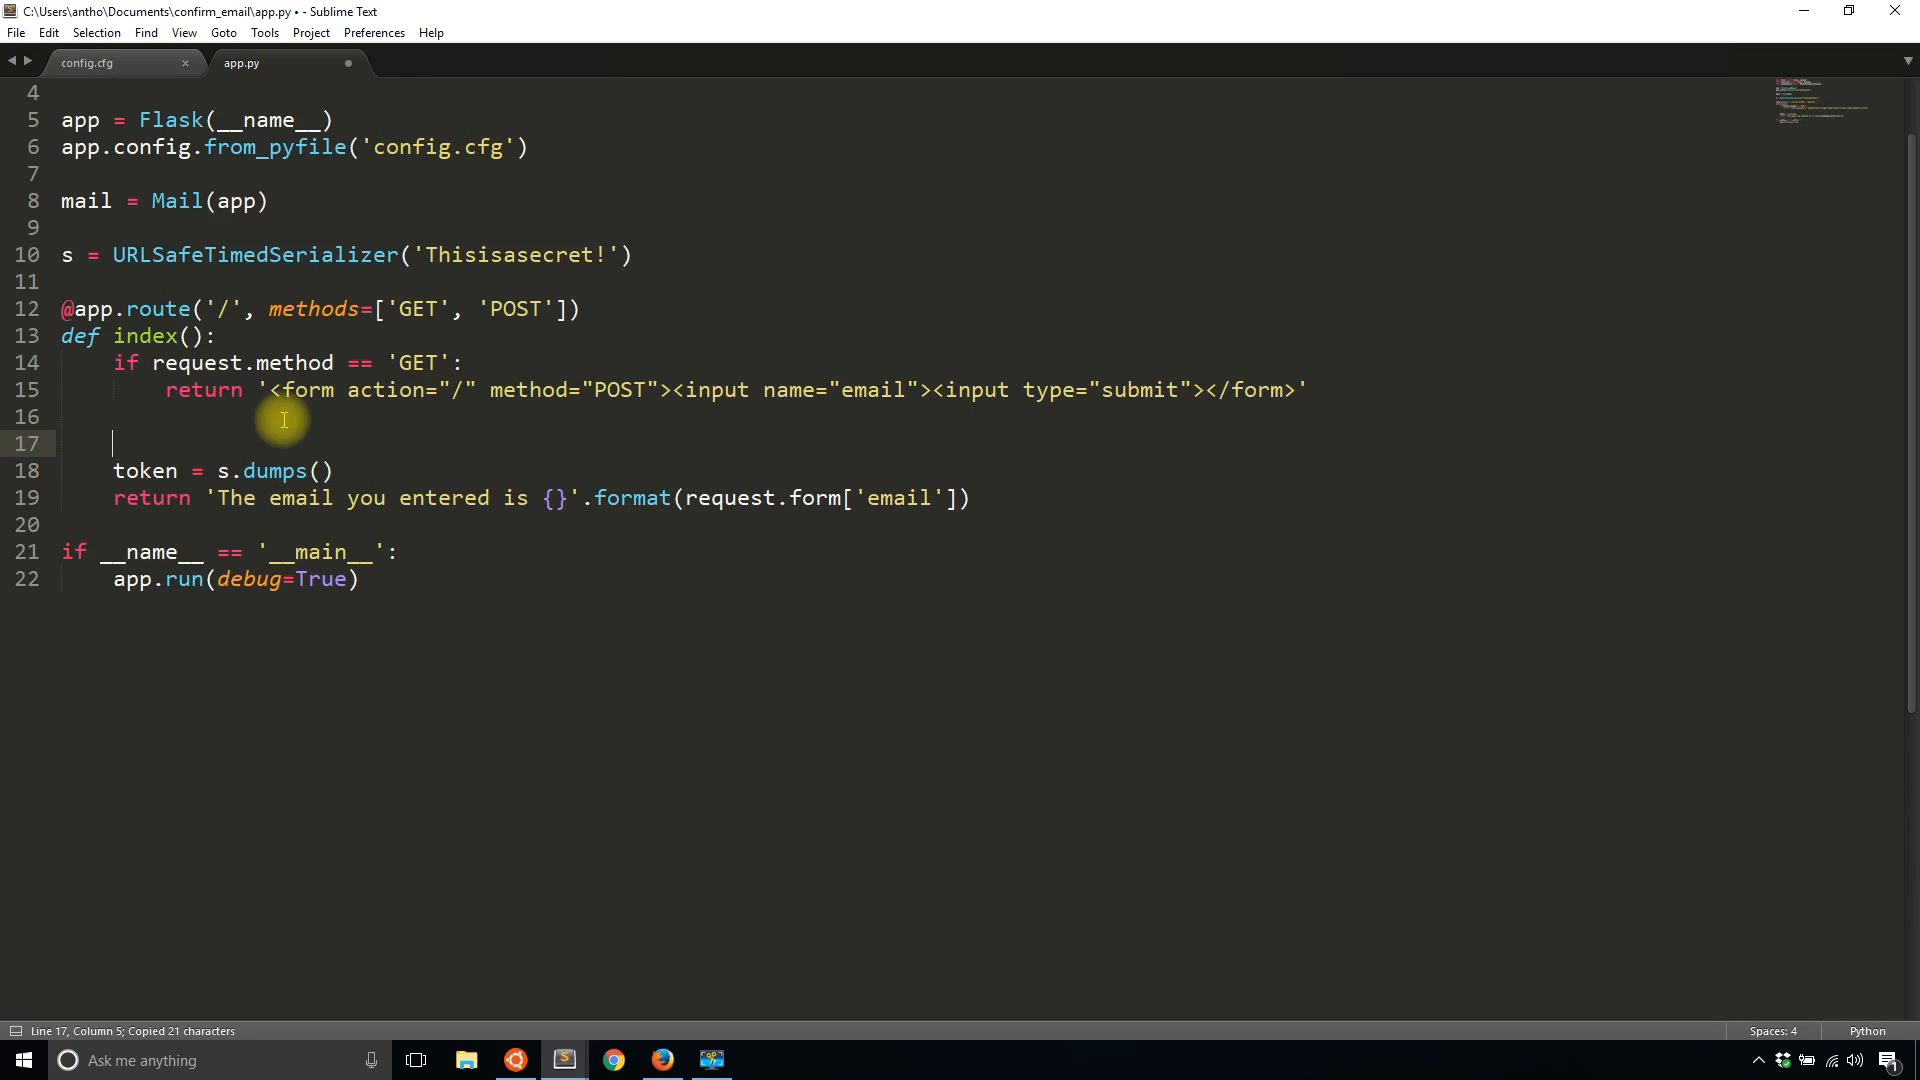 C:\Users\antho\Documents\confirm_email\app.py • - Sublime Text
File Edit Selection Find View Goto Tools Project Preferences Help
config.cfg × app.py
4
5 app = Flask(__name__)
6 app.config.from_pyfile('config.cfg')
7
8 mail = Mail(app)
9
10 s = URLSafeTimedSerializer('Thisisasecret!')
11
12 @app.route('/', methods=['GET', 'POST'])
13 def index():
14 if request.method == 'GET':
15 return '<form action="/" method="POST"><input name="email"><input type="submit"></form>'
16
17
18 token = s.dumps()
19 return 'The email you entered is {}'.format(request.form['email'])
20
21 if __name__ == '__main__':
22 app.run(debug=True)
Line 17, Column 5; Copied 21 characters Spaces: 4 Python
Ask me anything 1